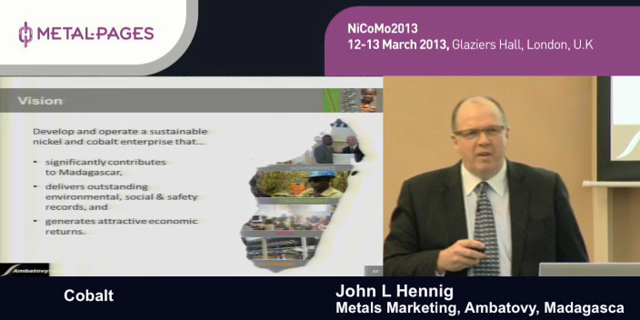 METAL-PAGES
NiCoMo2013
12-13 March 2013, Glaziers Hall, London, U.K
Vision
Develop and operate a sustainable
nickel and cobalt enterprise that...
• significantly contributes
to Madagascar,
• delivers outstanding
environmental, social & safety
records, and
• generates attractive economic
returns.
Ambatovy
Cobalt
John L Hennig
Metals Marketing, Ambatovy, Madagasca